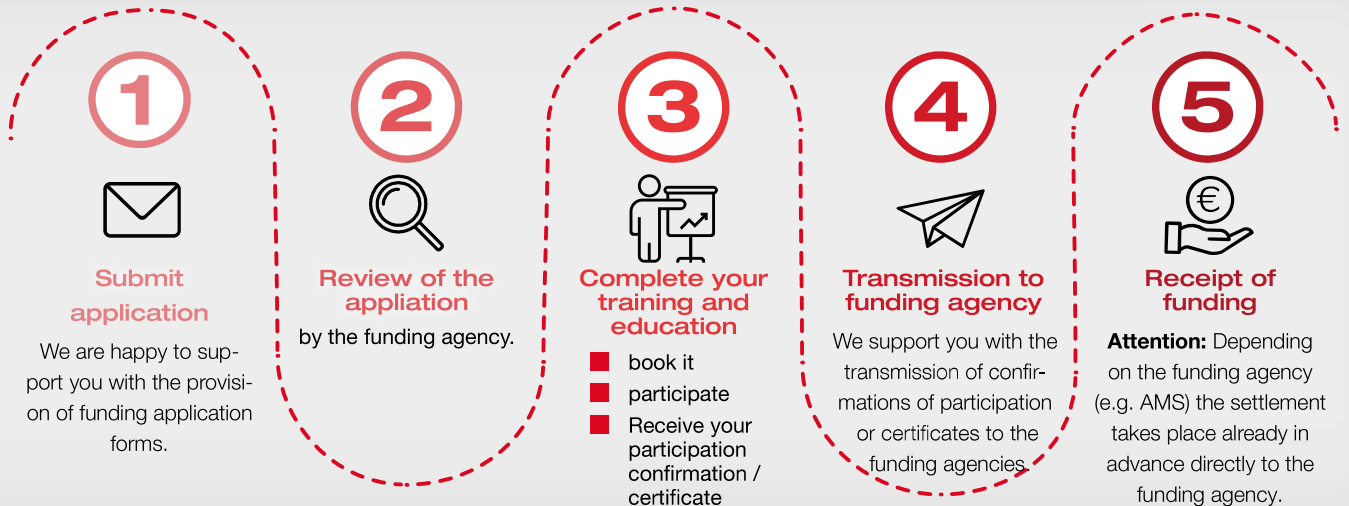 1
Submit
application
We are happy to sup-
port you with the provisi-
on of funding application
forms.
2
Review of the
appliation
by the funding agency.
3
Complete your
training and
education
book it
participate
Receive your
participation
confirmation /
certificate
4
Transmission to
funding agency
We support you with the
transmission of confir-
mations of participation
or certificates to the
funding agencies.
5
€
Receipt of
funding
Attention: Depending
on the funding agency
(e.g. AMS) the settlement
takes place already in
advance directly to the
funding agency.